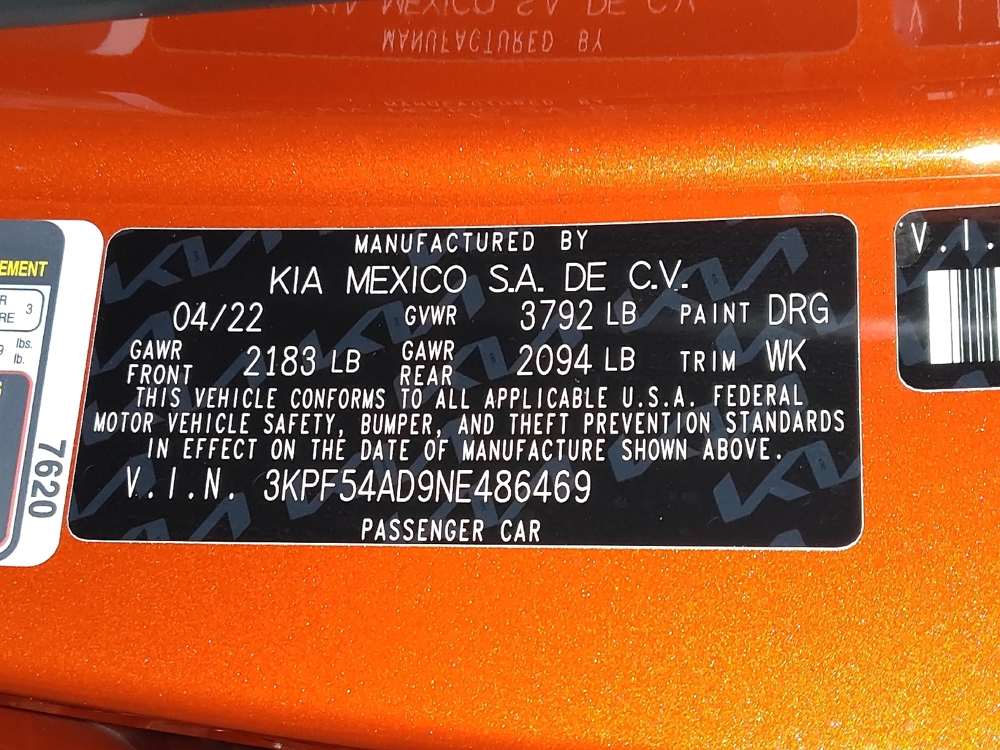 MANUFACTURED BY
KIA MEXICO S.A. DE C.V.
04/22 GVWR 3792 LB PAINT DRG
GAWR FRONT 2183 LB GAWR REAR 2094 LB TRIM WK
THIS VEHICLE CONFORMS TO ALL APPLICABLE U.S.A. FEDERAL
MOTOR VEHICLE SAFETY, BUMPER, AND THEFT PREVENTION STANDARDS
IN EFFECT ON THE DATE OF MANUFACTURE SHOWN ABOVE.
V.I.N. 3KPF54AD9NE486469
PASSENGER CAR
EMENT
3
lbs.
lb.
7620
V.I.